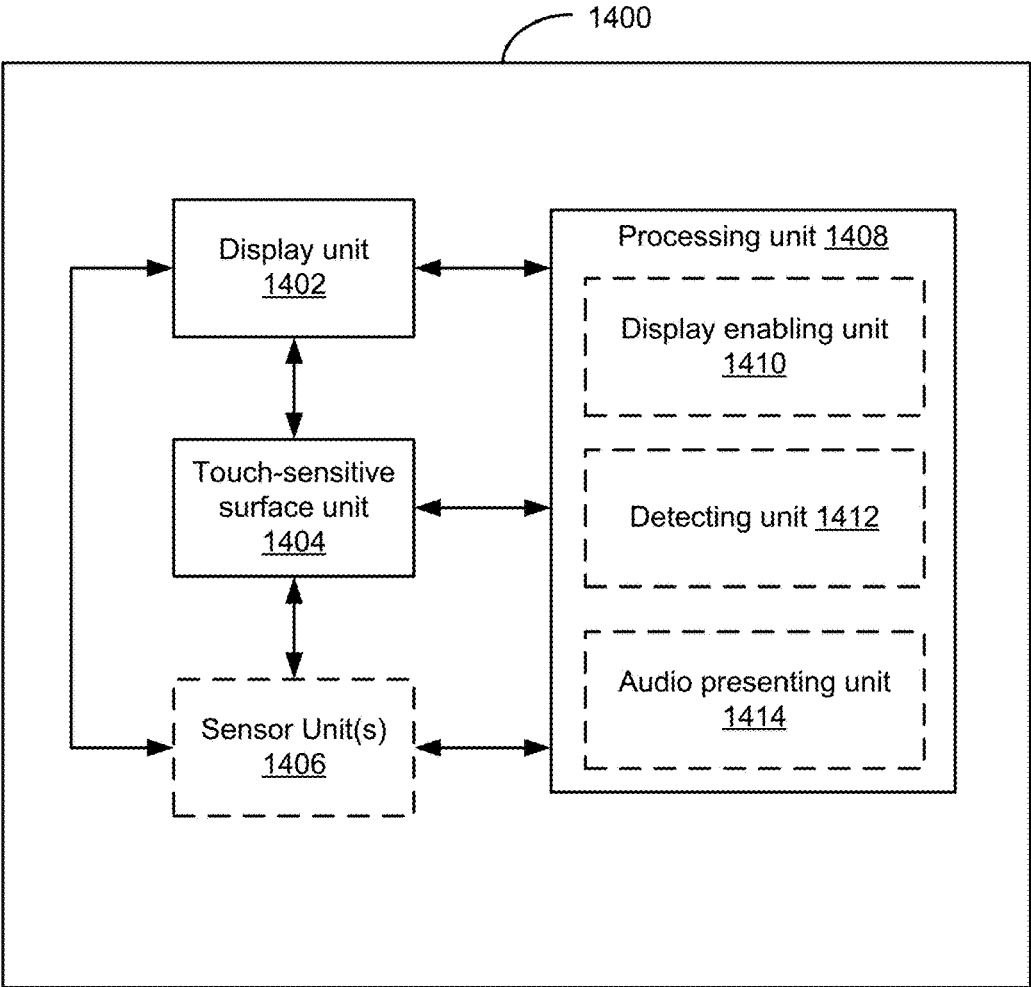 1400
Display unit
1402
Touch-sensitive
surface unit
1404
Sensor Unit(s)
1406
Processing unit 1408
Display enabling unit
1410
Detecting unit 1412
Audio presenting unit
1414